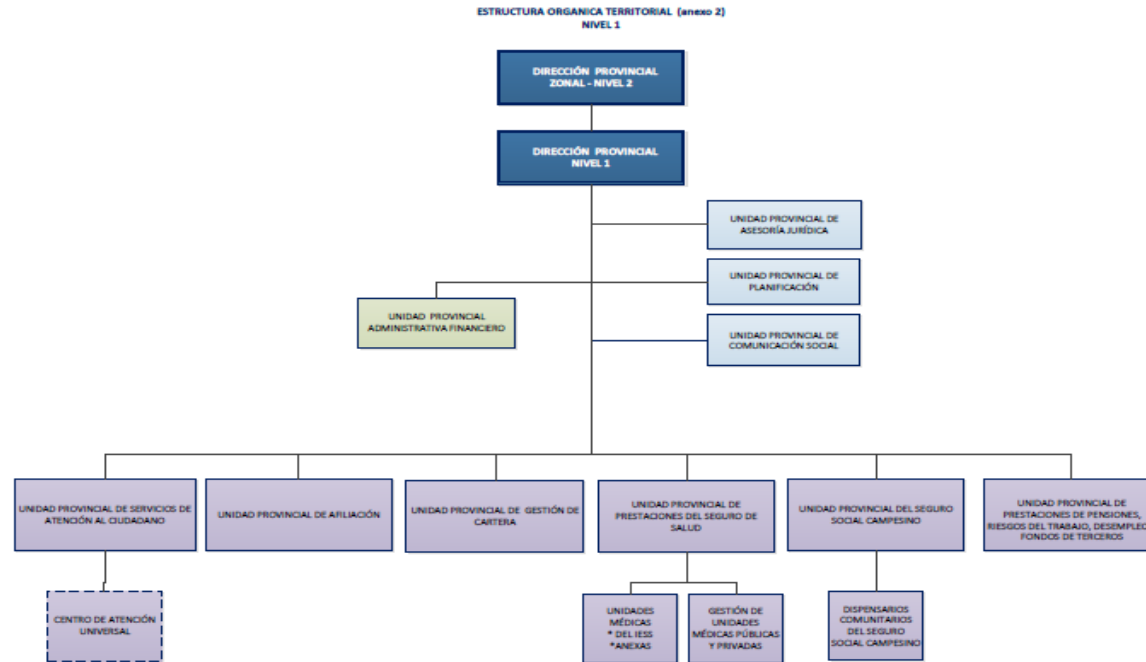 ESTRUCTURA ORGANICA TERRITORIAL (anexo 2)
NIVEL 1
DIRECCIÓN PROVINCIAL
ZONAL - NIVEL 2
DIRECCIÓN PROVINCIAL
NIVEL 1
UNIDAD PROVINCIAL DE
ASESORÍA JURÍDICA
UNIDAD PROVINCIAL DE
PLANIFICACIÓN
UNIDAD PROVINCIAL
ADMINISTRATIVA FINANCIERO
UNIDAD PROVINCIAL DE
COMUNICACIÓN SOCIAL
UNIDAD PROVINCIAL DE SERVICIOS DE
ATENCIÓN AL CIUDADANO
UNIDAD PROVINCIAL DE AFILIACIÓN
UNIDAD PROVINCIAL DE GESTIÓN DE
CARTERA
UNIDAD PROVINCIAL DE
PRESTACIONES DEL SEGURO DE
SALUD
UNIDAD PROVINCIAL DEL SEGURO
SOCIAL CAMPESINO
UNIDAD PROVINCIAL DE
PRESTACIONES DE PENSIONES,
RIESGOS DEL TRABAJO, DESEMPLEO
FONDOS DE TERCEROS
CENTRO DE ATENCIÓN
UNIVERSAL
UNIDADES
MÉDICAS
* DEL IESS
*ANEXAS
GESTIÓN DE
UNIDADES
MÉDICAS PÚBLICAS
Y PRIVADAS
DISPENSARIOS
COMUNITARIOS
DEL SEGURO
SOCIAL CAMPESINO